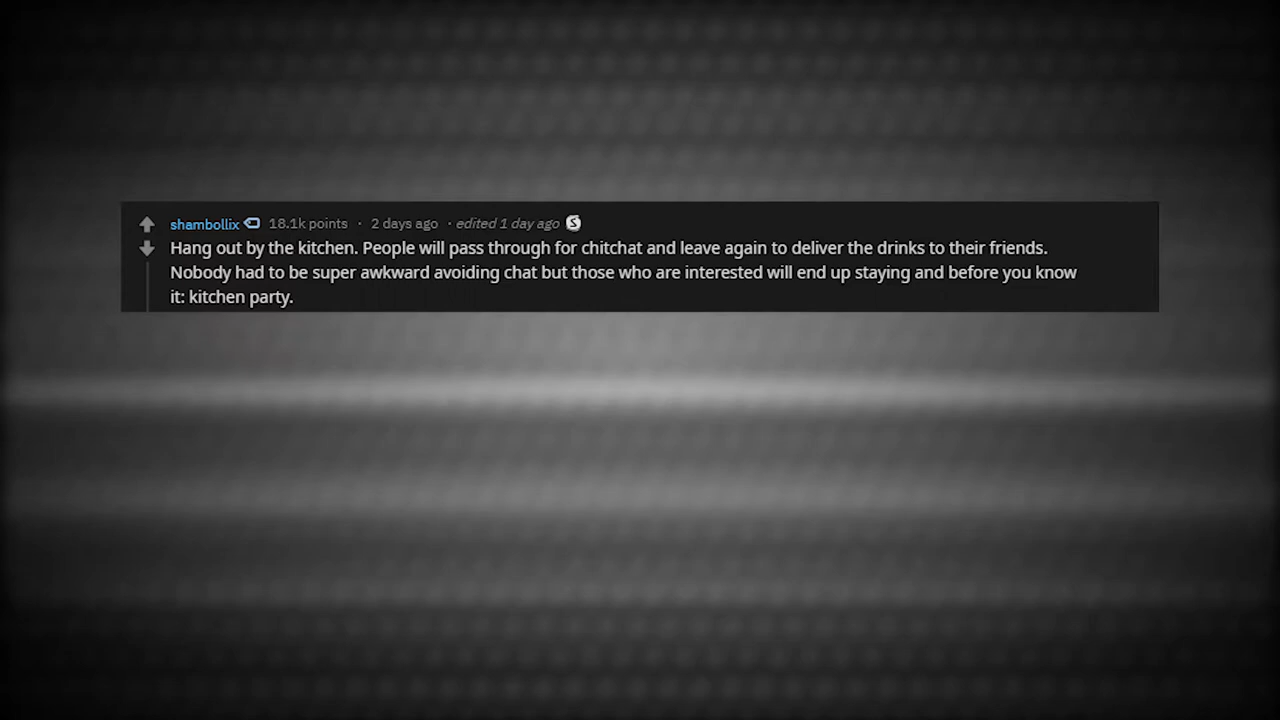 shambollix 18.1k points · 2 days ago · edited 1 day ago S
Hang out by the kitchen. People will pass through for chitchat and leave again to deliver the drinks to their friends.
Nobody had to be super awkward avoiding chat but those who are interested will end up staying and before you know
it: kitchen party.